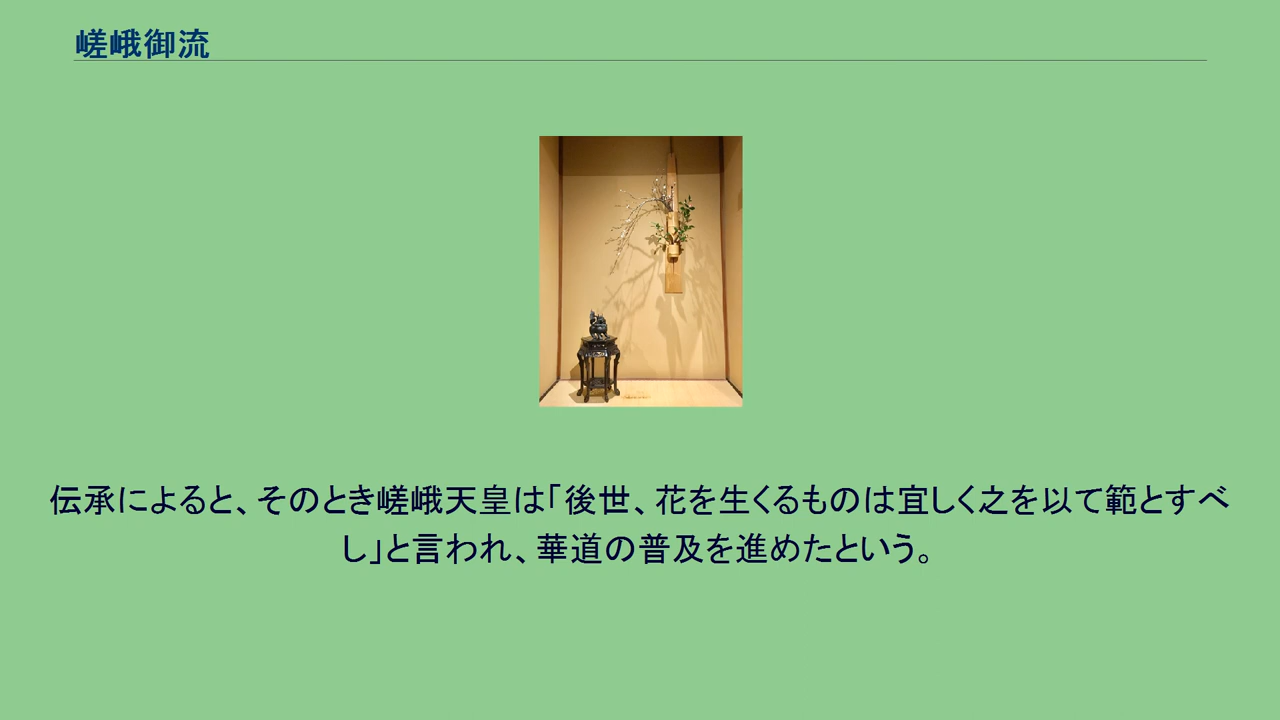 嵯峨御流
伝承によると、そのとき嵯峨天皇は「後世、花を生くるものは宜しく之を以て範とすべ
し」と言われ、華道の普及を進めたという。